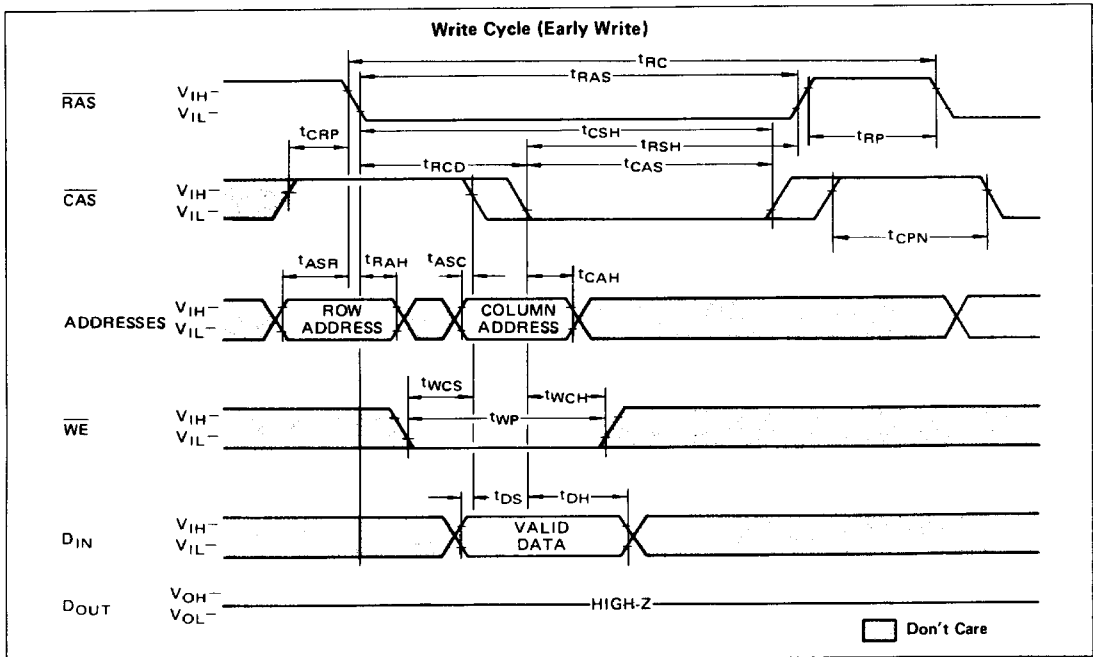 Write Cycle (Early Write)
tRC
tRAS
RAS
VIH–
VIL–
tCSH
tRSH
tRP
tCRP
tRCD
tCAS
CAS
VIH–
VIL–
tCPN
tASR
tRAH
tASC
tCAH
ADDRESSES
VIH–
VIL–
ROW
ADDRESS
COLUMN
ADDRESS
tWCS
tWCH
tWP
WE
VIH–
VIL–
tDS
tDH
DIN
VIH–
VIL–
VALID
DATA
DOUT
VOH–
VOL–
HIGH-Z
Don't Care